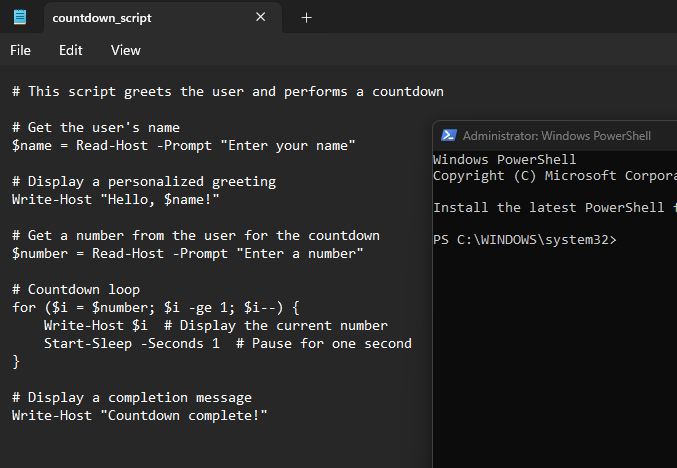 countdown_script
File Edit View
# This script greets the user and performs a countdown
# Get the user's name
$name = Read-Host -Prompt "Enter your name"
# Display a personalized greeting
Write-Host "Hello, $name!"
# Get a number from the user for the countdown
$number = Read-Host -Prompt "Enter a number"
# Countdown loop
for ($i = $number; $i -ge 1; $i--) {
    Write-Host $i  # Display the current number
    Start-Sleep -Seconds 1  # Pause for one second
}
# Display a completion message
Write-Host "Countdown complete!"
Administrator: Windows PowerShell
Windows PowerShell
Copyright (C) Microsoft Corpora
Install the latest PowerShell f
PS C:\WINDOWS\system32>